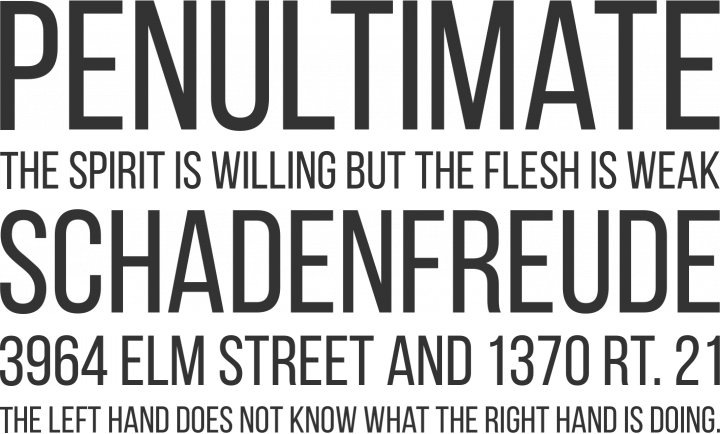 PENULTIMATE
THE SPIRIT IS WILLING BUT THE FLESH IS WEAK
SCHADENFREUDE
3964 ELM STREET AND 1370 RT. 21
THE LEFT HAND DOES NOT KNOW WHAT THE RIGHT HAND IS DOING.